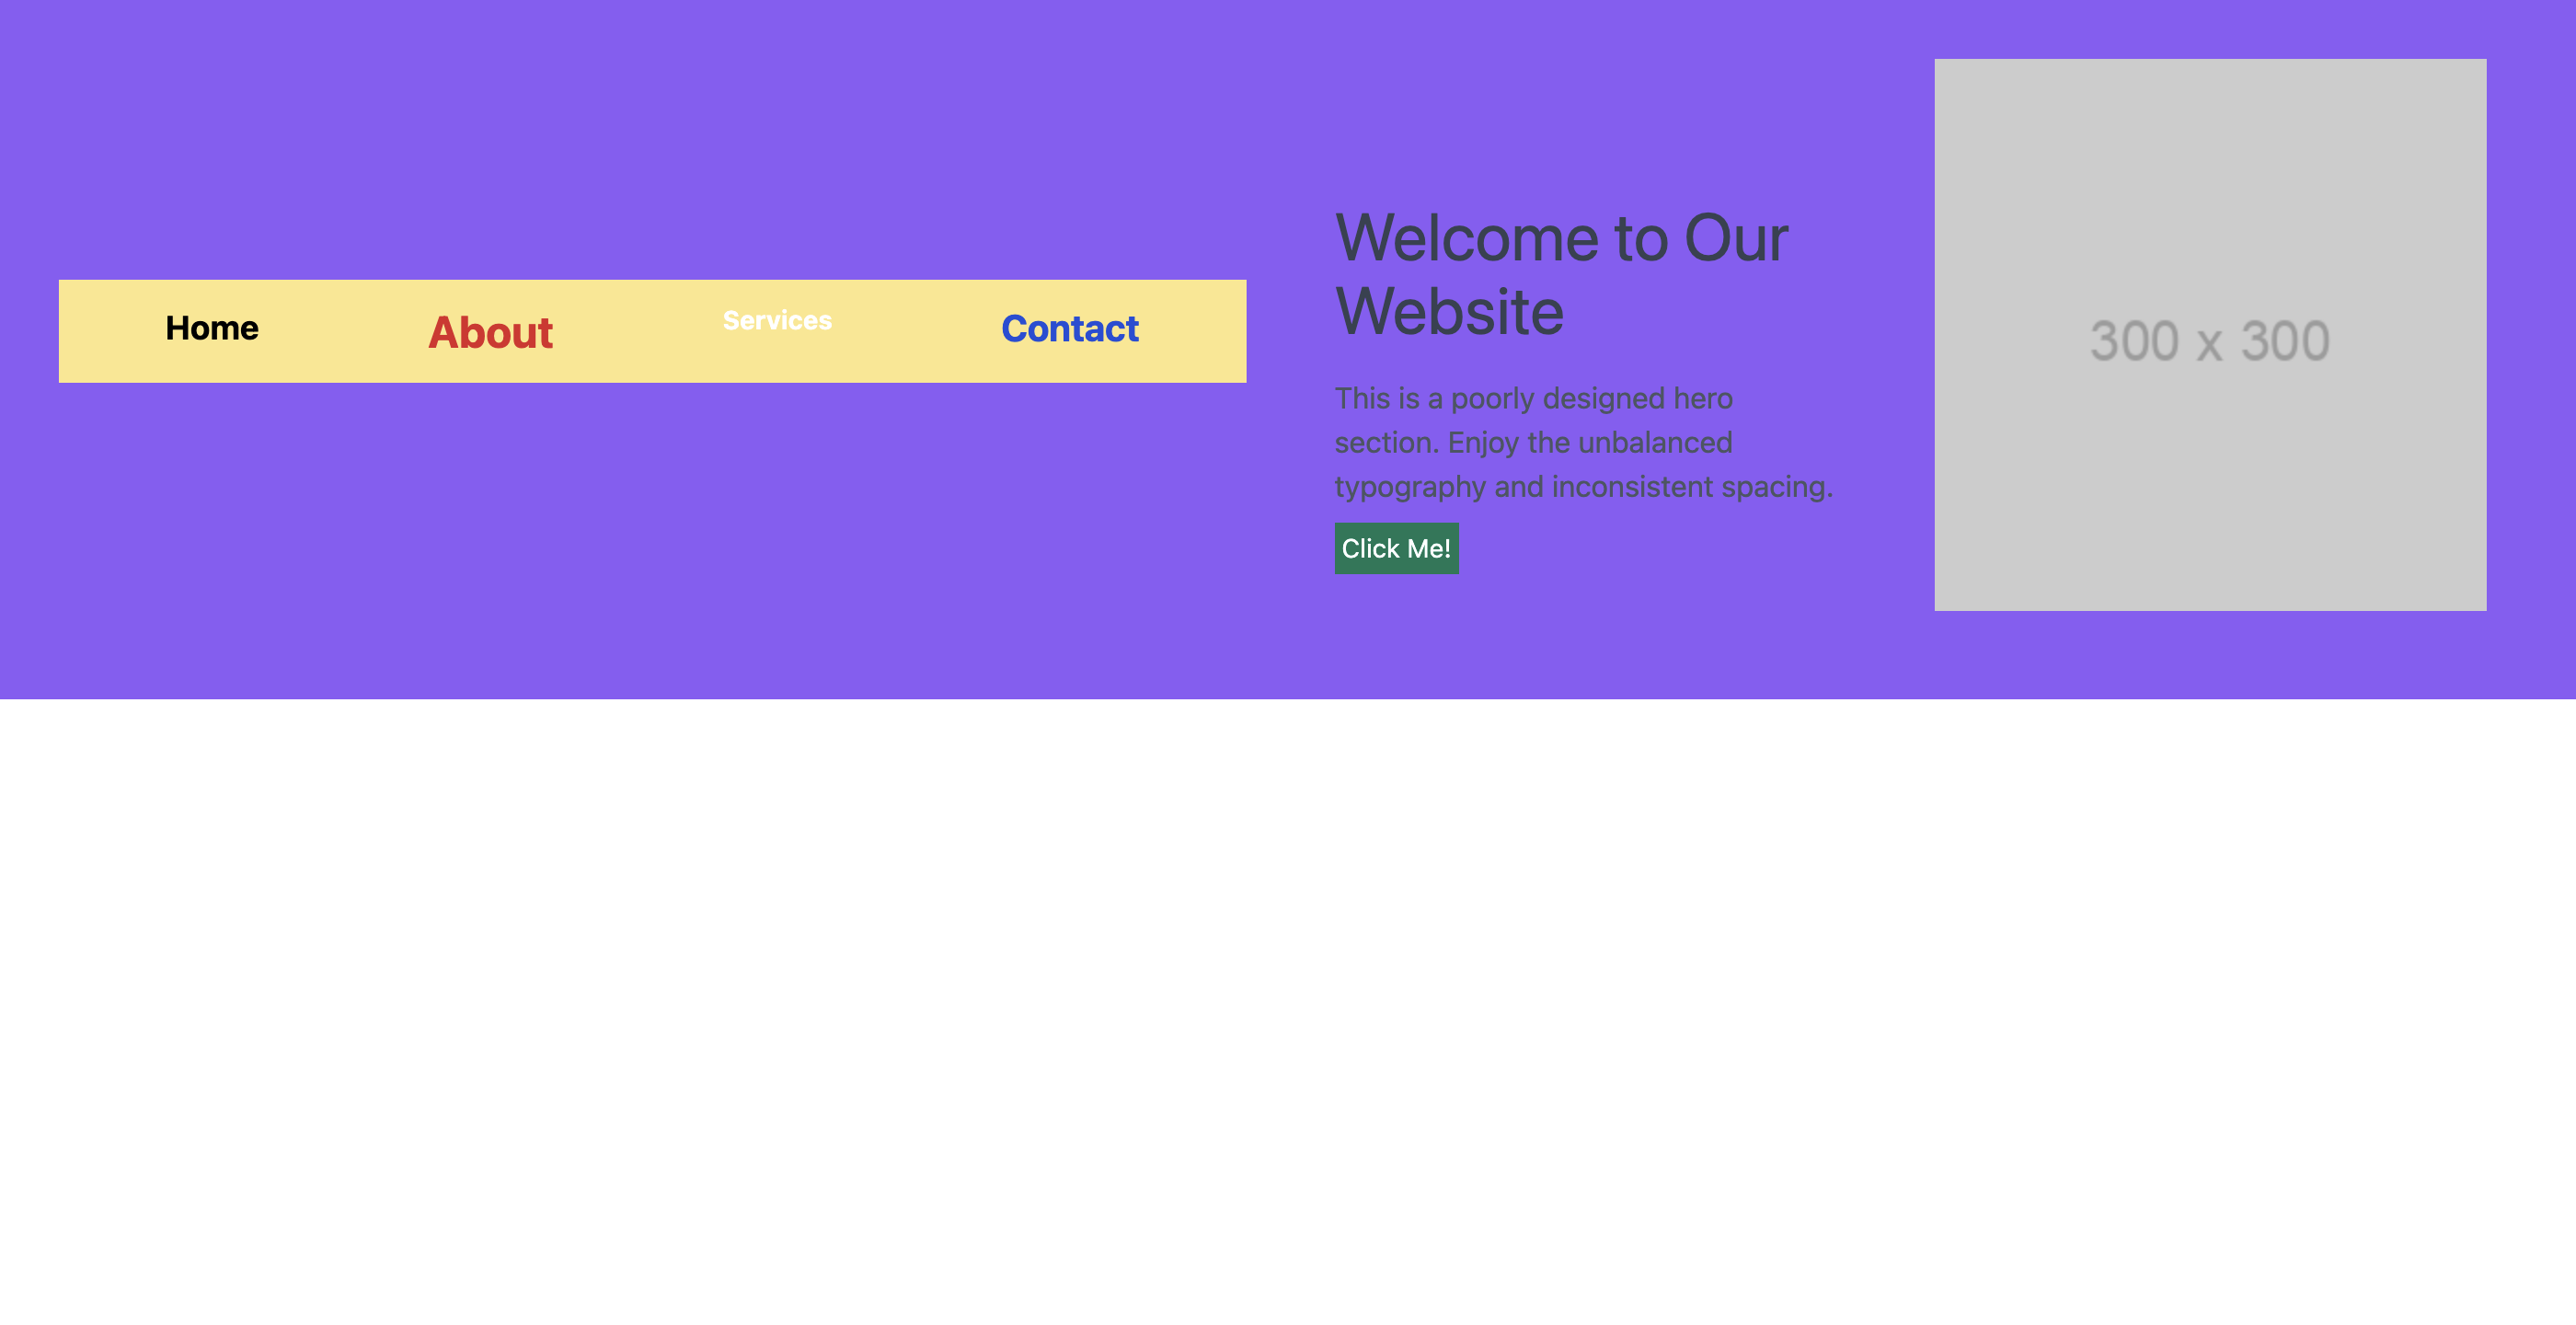 Home About Services Contact
Welcome to Our
Website
This is a poorly designed hero
section. Enjoy the unbalanced
typography and inconsistent spacing.
Click Me!
300 x 300